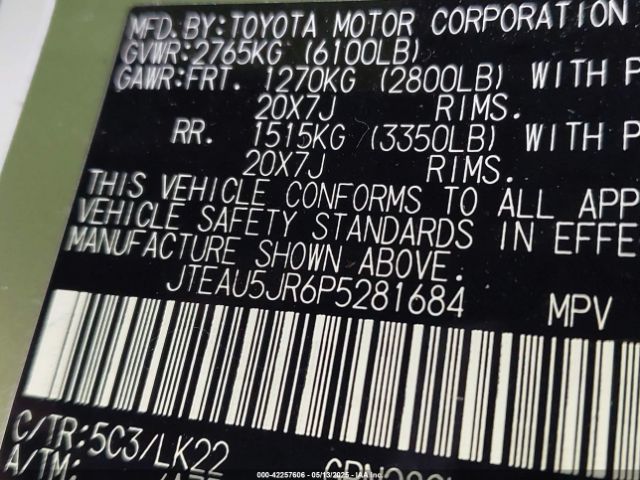 MFD.BY:TOYOTA MOTOR CORPORATION
GVWR:2765KG (6100LB)
GAWR:FRT. 1270KG (2800LB) WITH P
20X7J RIMS.
RR. 1515KG (3350LB) WITH P
20X7J RIMS.
THIS VEHICLE CONFORMS TO ALL APP
VEHICLE SAFETY STANDARDS IN EFFE
MANUFACTURE SHOWN ABOVE.
JTEAU5JR6P5281684 MPV
C/TR:5C3/LK22
A/TM:
000-42257606 - 05/13/2025 - IAAI.COM